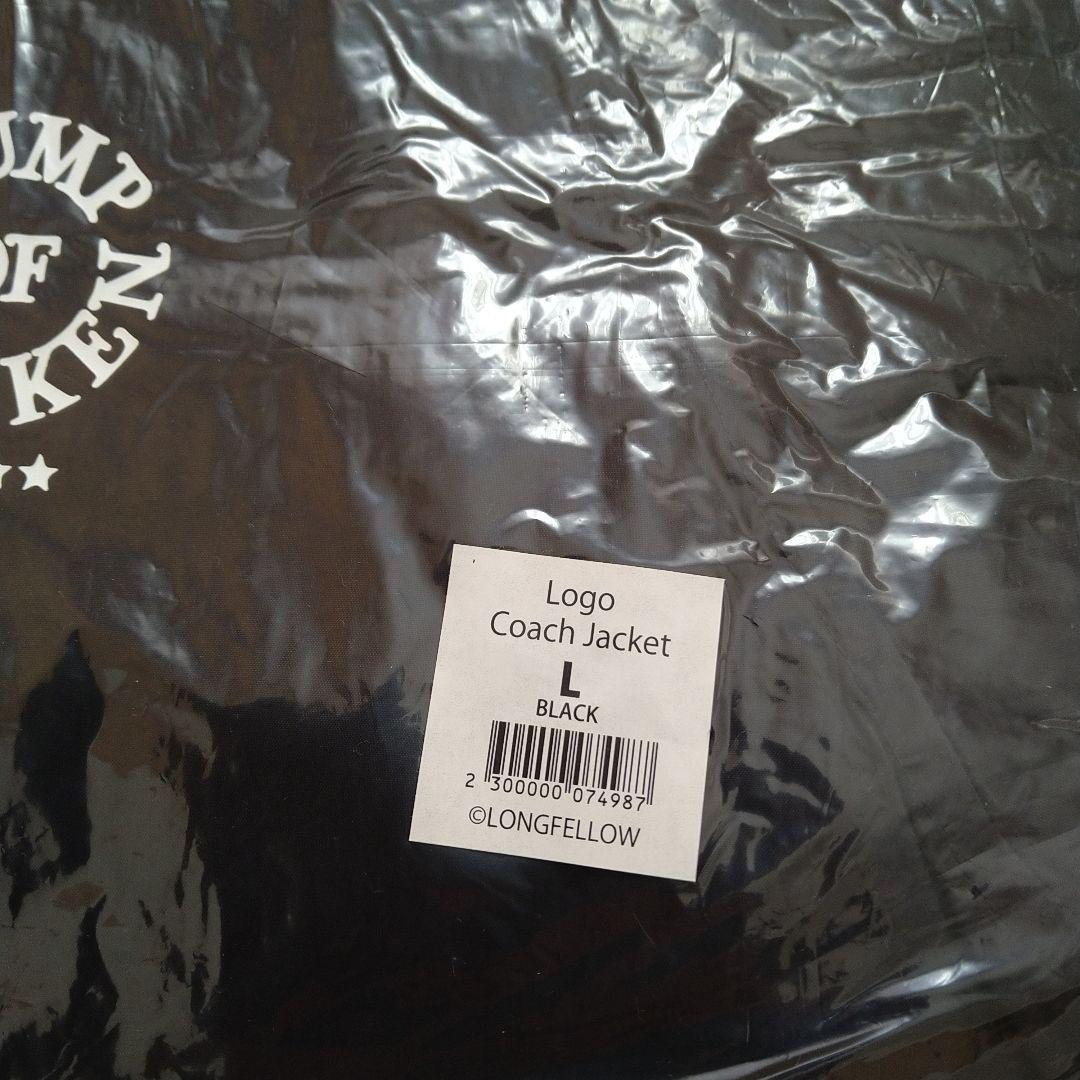 UMP
OF
KEN
Logo
Coach Jacket
L
BLACK
2 300000 074987
©LONGFELLOW